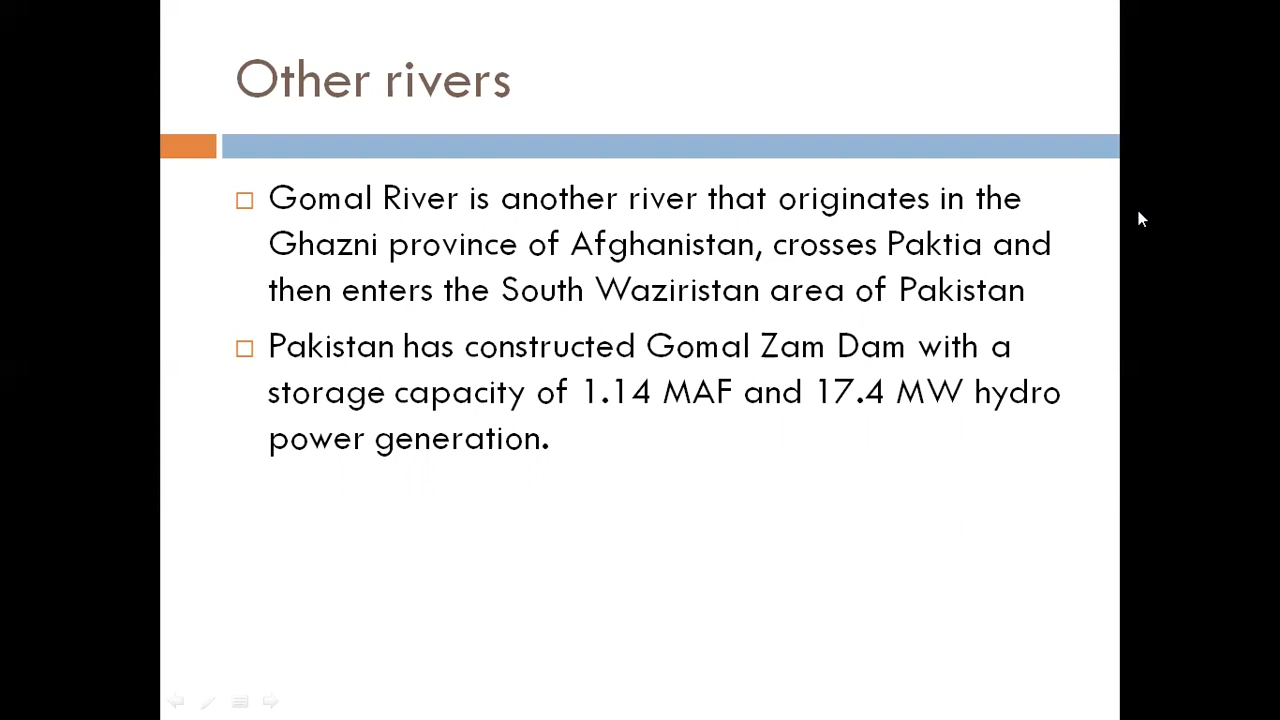 Other rivers
Gomal River is another river that originates in the
Ghazni province of Afghanistan, crosses Paktia and
then enters the South Waziristan area of Pakistan
Pakistan has constructed Gomal Zam Dam with a
storage capacity of 1.14 MAF and 17.4 MW hydro
power generation.